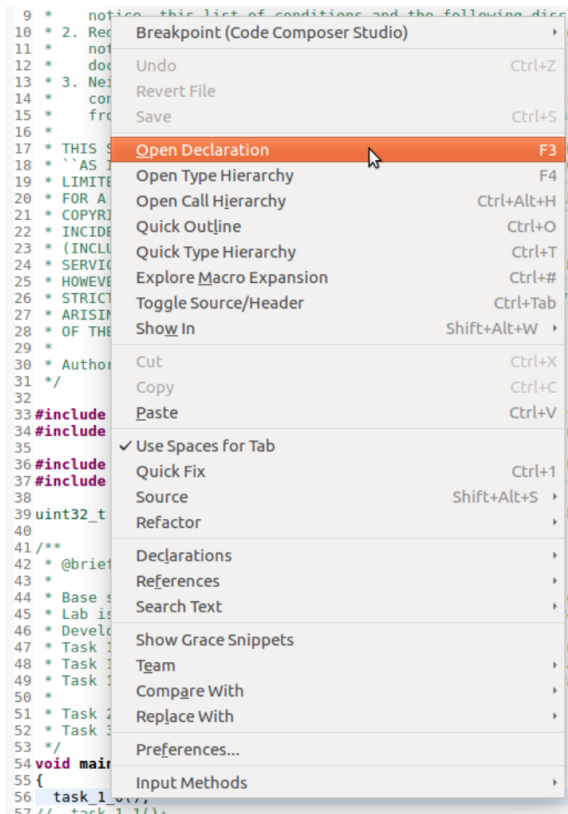 9 * notice, this list of conditions and the following disc
10 * 2. Red
11 * not
12 * doc
13 * 3. Nei
14 * con
15 * fro
16 *
17 * THIS S
18 * ``AS I
19 * LIMITE
20 * FOR A
21 * COPYRI
22 * INCIDE
23 * (INCLU
24 * SERVIC
25 * HOWEVE
26 * STRICT
27 * ARISIN
28 * OF THE
29 *
30 * Author
31 */
32
33 #include
34 #include
35
36 #include
37 #include
38
39 uint32_t
40
41 /**
42 * @brief
43 *
44 * Base s
45 * Lab is
46 * Develo
47 * Task 1
48 * Task 1
49 * Task 1
50 *
51 * Task 2
52 * Task 3
53 */
54 void main
55 {
56 task_1_0();
57 // task_1_1();
Breakpoint (Code Composer Studio)
Undo Ctrl+Z
Revert File
Save Ctrl+S
Open Declaration F3
Open Type Hierarchy F4
Open Call Hierarchy Ctrl+Alt+H
Quick Outline Ctrl+O
Quick Type Hierarchy Ctrl+T
Explore Macro Expansion Ctrl+#
Toggle Source/Header Ctrl+Tab
Show In Shift+Alt+W
Cut Ctrl+X
Copy Ctrl+C
Paste Ctrl+V
Use Spaces for Tab
Quick Fix Ctrl+1
Source Shift+Alt+S
Refactor
Declarations
References
Search Text
Show Grace Snippets
Team
Compare With
Replace With
Preferences...
Input Methods